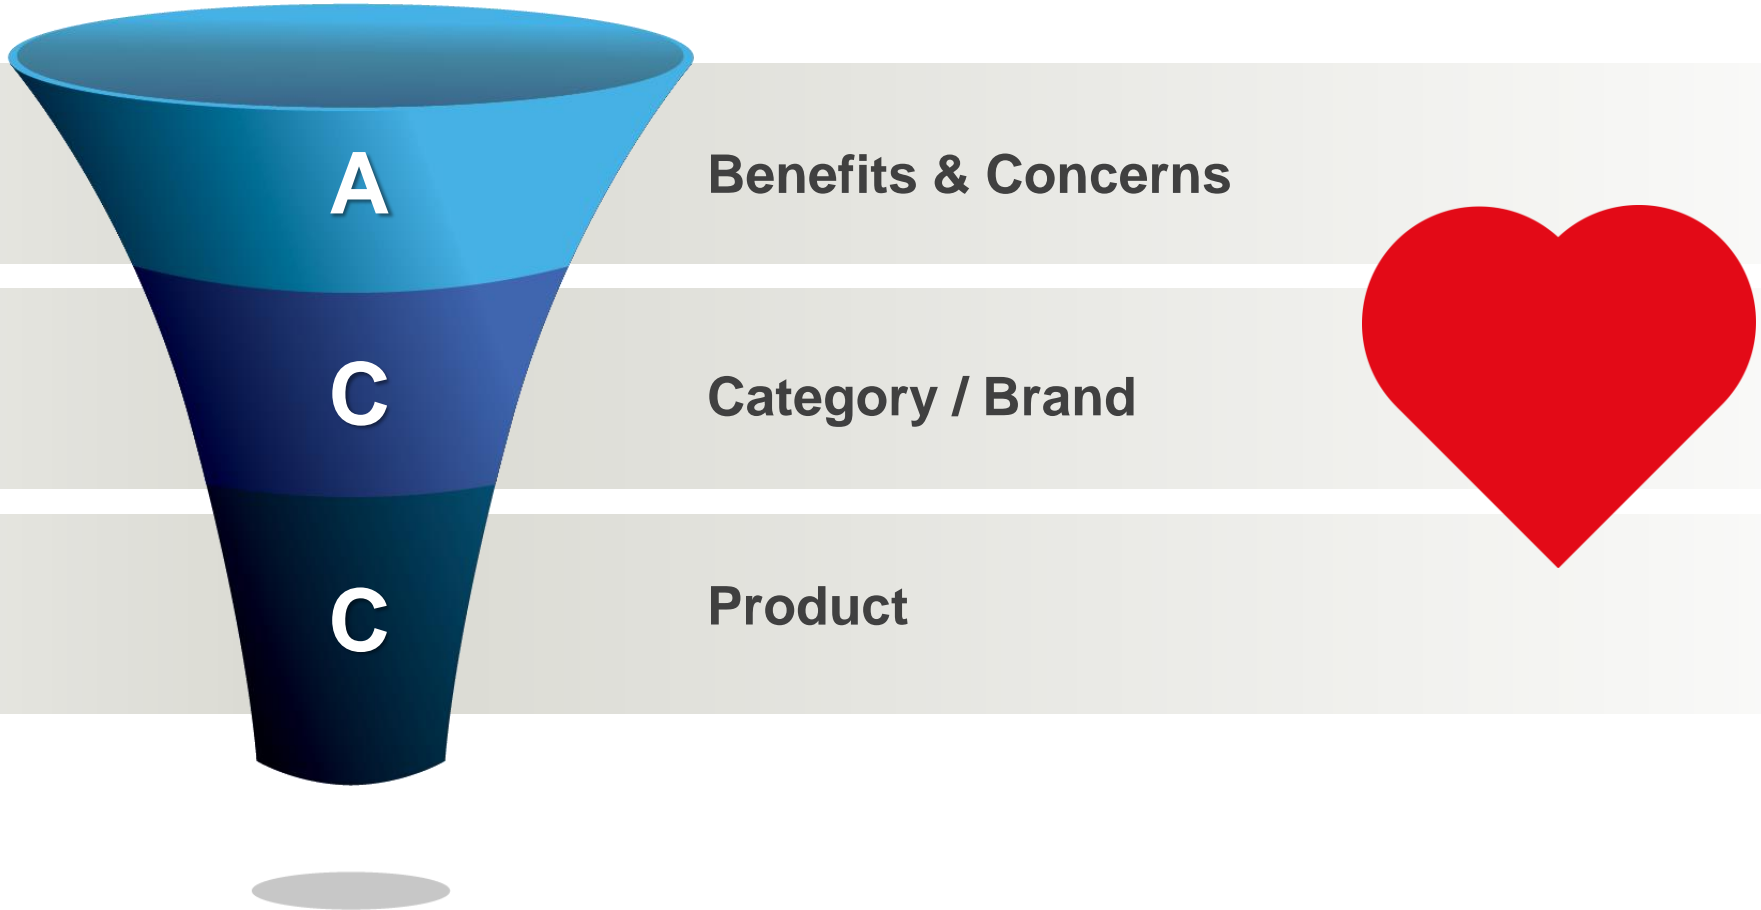 A
Benefits & Concerns
C
Category / Brand
C
Product